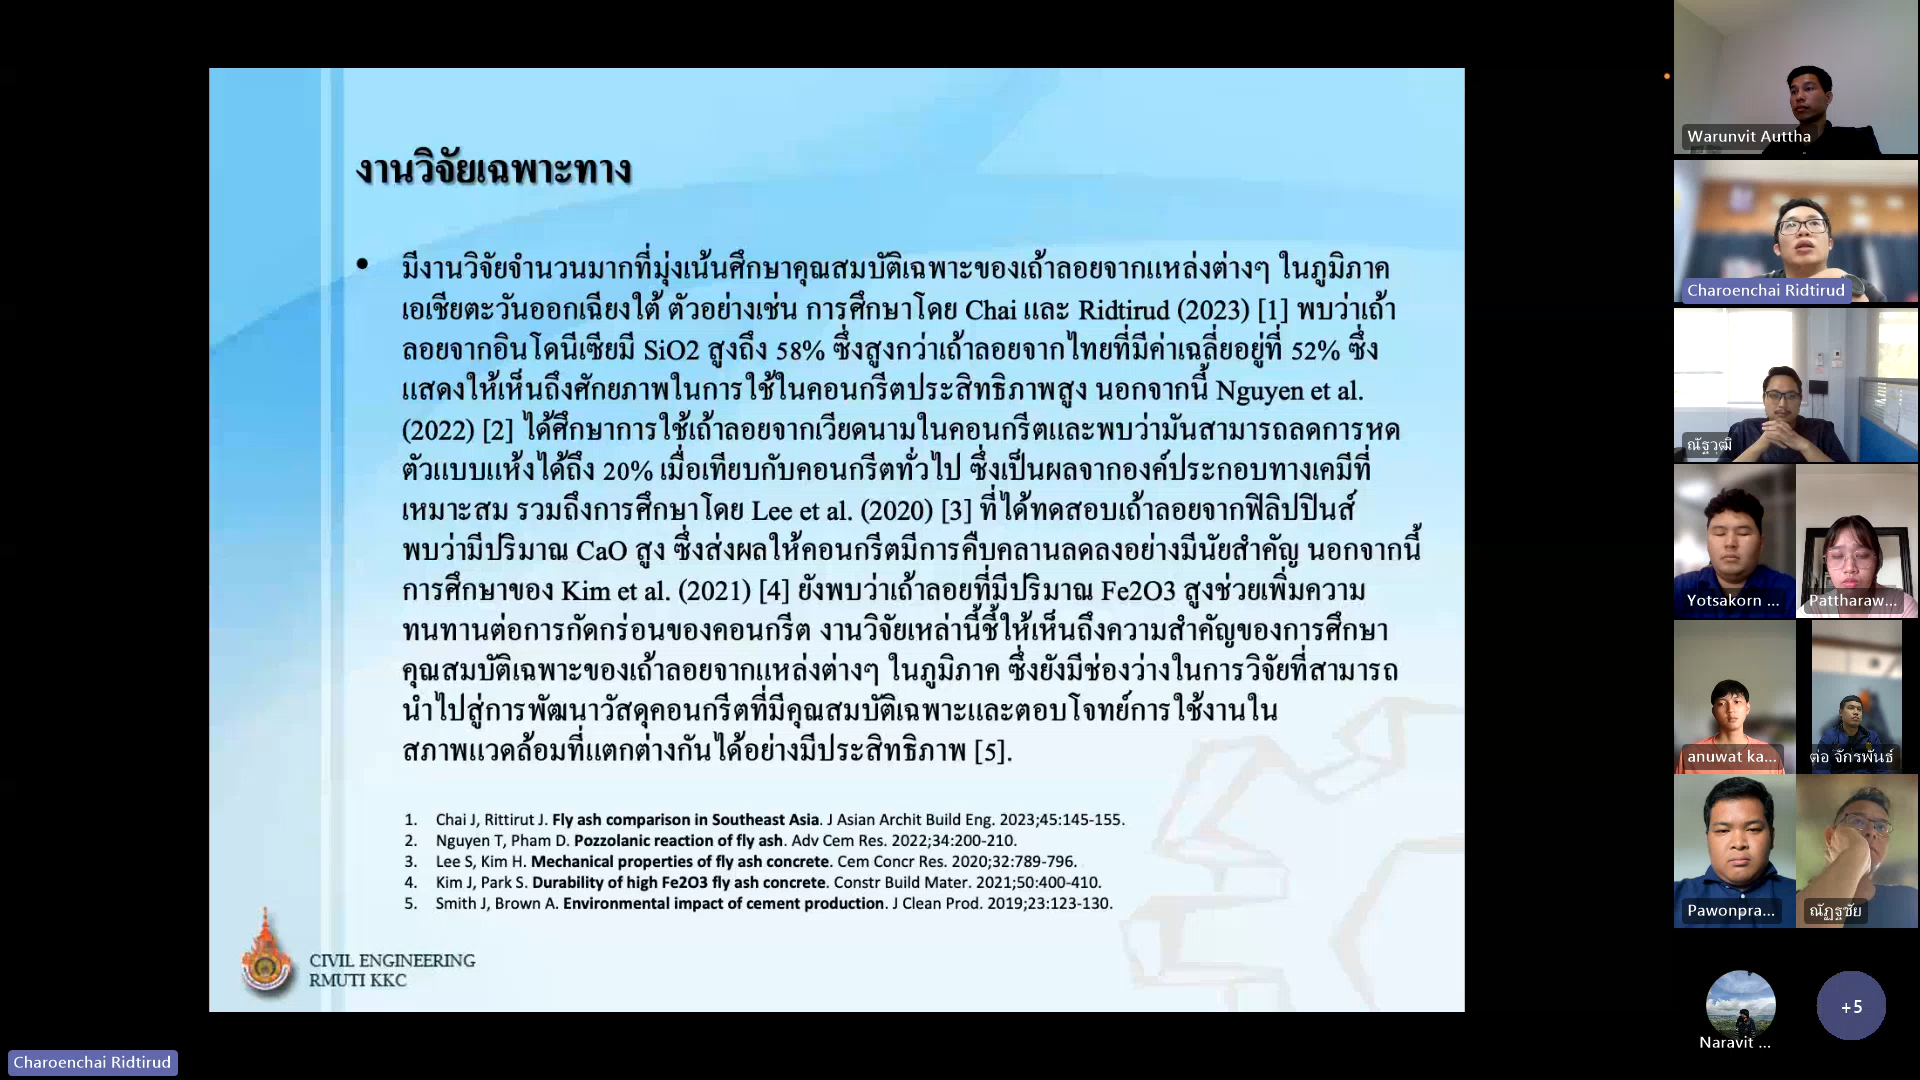 งานวิจัยเฉพาะทาง
• มีงานวิจัยจำนวนมากที่มุ่งเน้นศึกษาคุณสมบัติเฉพาะของเถ้าลอยจากแหล่งต่างๆ ในภูมิภาค
เอเชียตะวันออกเฉียงใต้ ตัวอย่างเช่น การศึกษาโดย Chai และ Ridtirud (2023) [1] พบว่าเถ้า
ลอยจากอินโดนีเซียมี SiO2 สูงถึง 58% ซึ่งสูงกว่าเถ้าลอยจากไทยที่มีค่าเฉลี่ยอยู่ที่ 52% ซึ่ง
แสดงให้เห็นถึงศักยภาพในการใช้ในคอนกรีตประสิทธิภาพสูง นอกจากนี้ Nguyen et al.
(2022) [2] ได้ศึกษาการใช้เถ้าลอยจากเวียดนามในคอนกรีตและพบว่ามันสามารถลดการหด
ตัวแบบแห้งได้ถึง 20% เมื่อเทียบกับคอนกรีตทั่วไป ซึ่งเป็นผลจากองค์ประกอบทางเคมีที่
เหมาะสม รวมถึงการศึกษาโดย Lee et al. (2020) [3] ที่ได้ทดสอบเถ้าลอยจากฟิลิปปินส์
พบว่ามีปริมาณ CaO สูง ซึ่งส่งผลให้คอนกรีตมีการคืบคลานลดลงอย่างมีนัยสำคัญ นอกจากนี้
การศึกษาของ Kim et al. (2021) [4] ยังพบว่าเถ้าลอยที่มีปริมาณ Fe2O3 สูงช่วยเพิ่มความ
ทนทานต่อการกัดกร่อนของคอนกรีต งานวิจัยเหล่านี้ชี้ให้เห็นถึงความสำคัญของการศึกษา
คุณสมบัติเฉพาะของเถ้าลอยจากแหล่งต่างๆ ในภูมิภาค ซึ่งยังมีช่องว่างในการวิจัยที่สามารถ
นำไปสู่การพัฒนาวัสดุคอนกรีตที่มีคุณสมบัติเฉพาะและตอบโจทย์การใช้งานใน
สภาพแวดล้อมที่แตกต่างกันได้อย่างมีประสิทธิภาพ [5].
1. Chai J, Rittirut J. Fly ash comparison in Southeast Asia. J Asian Archit Build Eng. 2023;45:145-155.
2. Nguyen T, Pham D. Pozzolanic reaction of fly ash. Adv Cem Res. 2022;34:200-210.
3. Lee S, Kim H. Mechanical properties of fly ash concrete. Cem Concr Res. 2020;32:789-796.
4. Kim J, Park S. Durability of high Fe2O3 fly ash concrete. Constr Build Mater. 2021;50:400-410.
5. Smith J, Brown A. Environmental impact of cement production. J Clean Prod. 2019;23:123-130.
CIVIL ENGINEERING
RMUTI KKC
Charoenchai Ridtirud
Warunvit Auttha
Charoenchai Ridtirud
ณัฐวุฒิ
Yotsakorn ...
Pattharaw...
anuwat ka...
ต่อ จักรพันธ์
Pawonpra...
ณัฏฐชัย
Naravit ...
+5